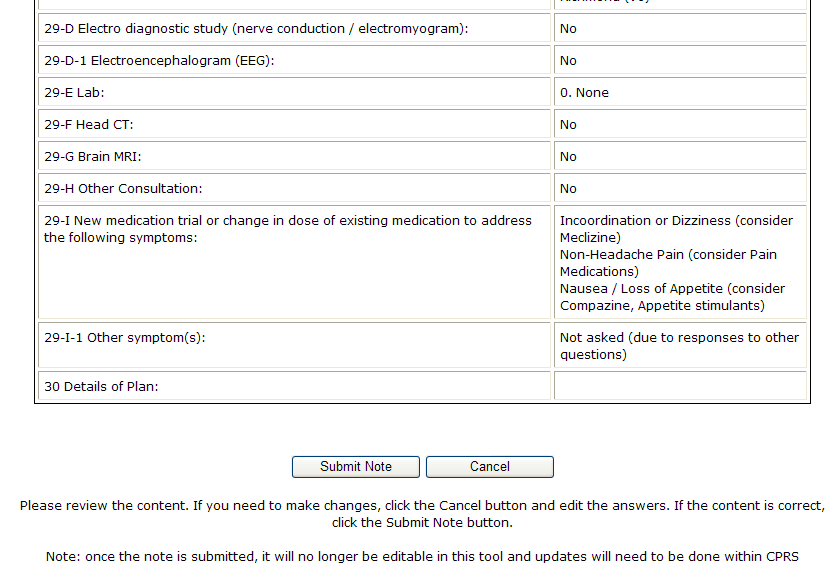 29-D Electro diagnostic study (nerve conduction / electromyogram):
No
29-D-1 Electroencephalogram (EEG):
No
29-E Lab:
0. None
29-F Head CT:
No
29-G Brain MRI:
No
29-H Other Consultation:
No
29-I New medication trial or change in dose of existing medication to address
the following symptoms:
Incoordination or Dizziness (consider
Meclizine)
Non-Headache Pain (consider Pain
Medications)
Nausea / Loss of Appetite (consider
Compazine, Appetite stimulants)
29-I-1 Other symptom(s):
Not asked (due to responses to other
questions)
30 Details of Plan:
Submit Note
Cancel
Please review the content. If you need to make changes, click the Cancel button and edit the answers. If the content is correct,
click the Submit Note button.
Note: once the note is submitted, it will no longer be editable in this tool and updates will need to be done within CPRS